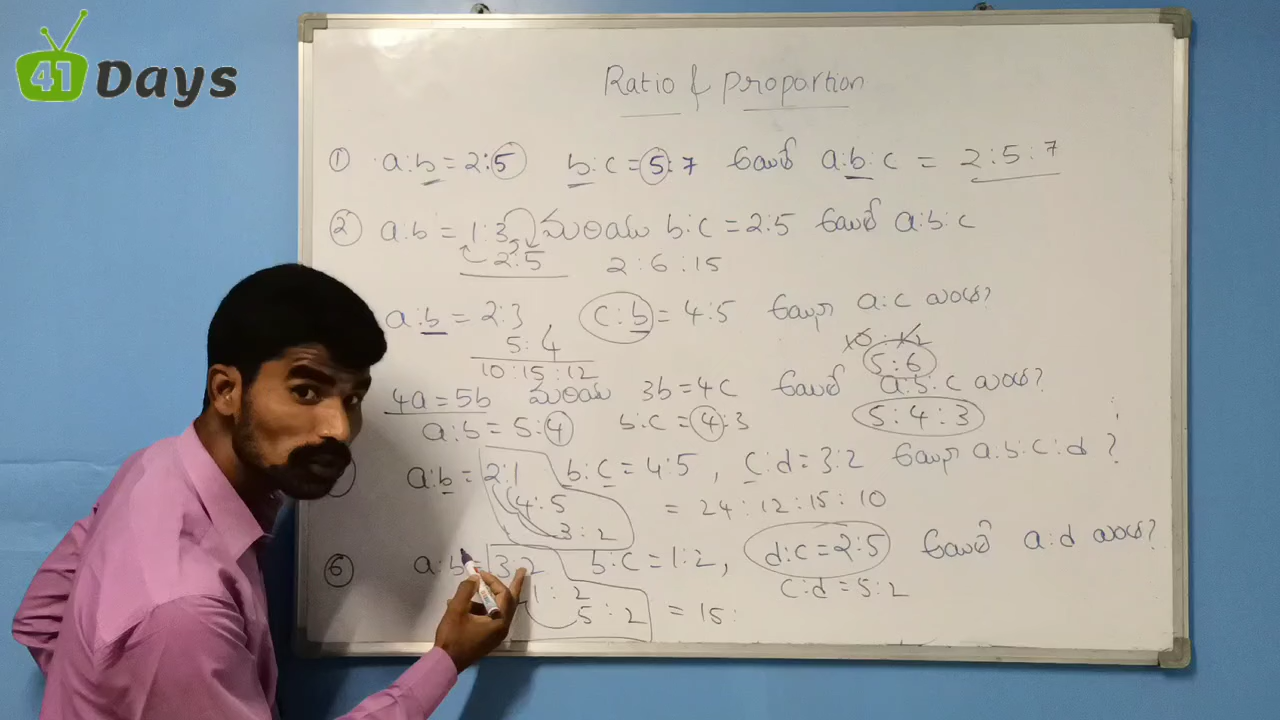 41 Days
Ratio & proportion
① a:b = 2:5 b:c = 5:7 అయితే a:b:c = 2:5:7
② a:b = 1:3 మరియు b:c = 2:5 అయితే a:b:c
2:5 2:6:15
a:b = 2:3 c:b = 4:5 a:c ఎంత?
5:4 10:12
10:15:12 5:6
4a=5b మరియు 3b=4c అయితే a:b:c ఎంత?
a:b = 5:4 b:c = 4:3 5:4:3
a:b = 2:1 b:c = 4:5, c:d = 3:2 a:b:c:d ?
4:5 = 24:12:15:10
3:2
⑥ a:b = 3:2 b:c = 1:2, d:c = 2:5 అయితే a:d ఎంత?
1:2 c:d = 5:2
5:2 = 15: